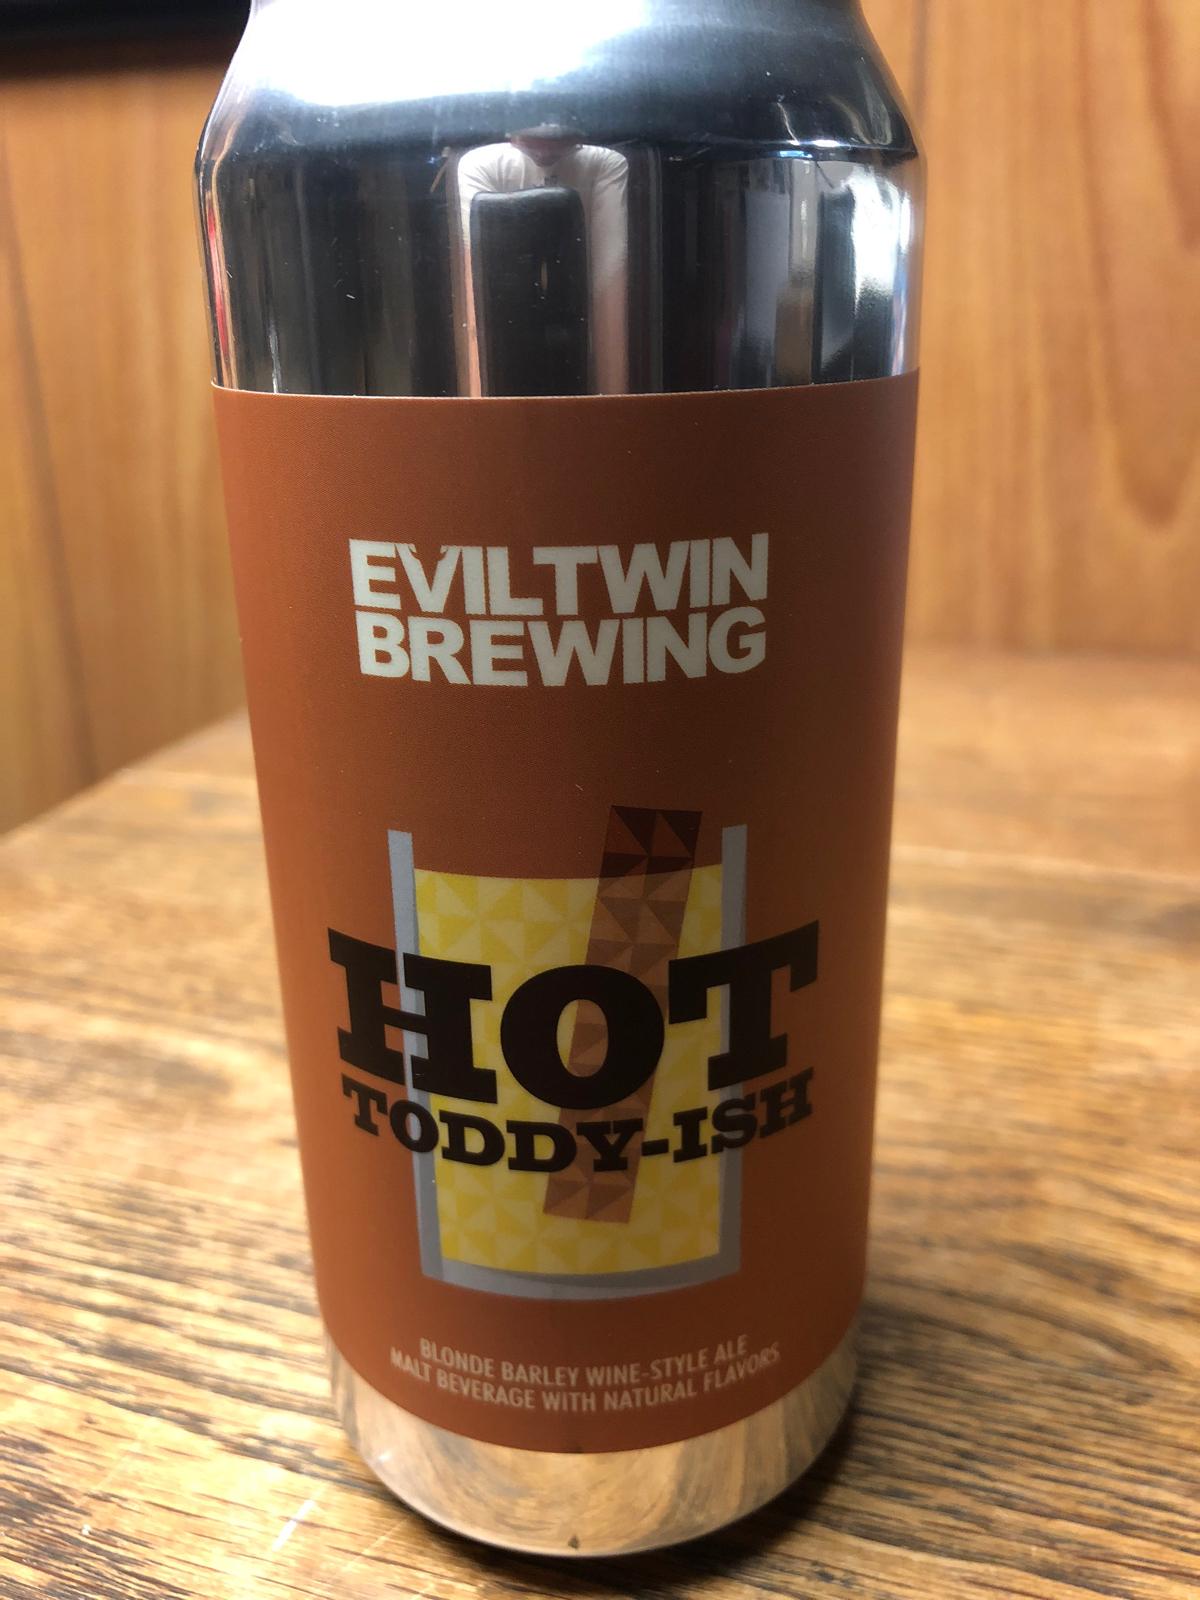 EVILTWIN
BREWING
HOT
TODDY-ISH
BLONDE BARLEY WINE-STYLE ALE
MALT BEVERAGE WITH NATURAL FLAVORS